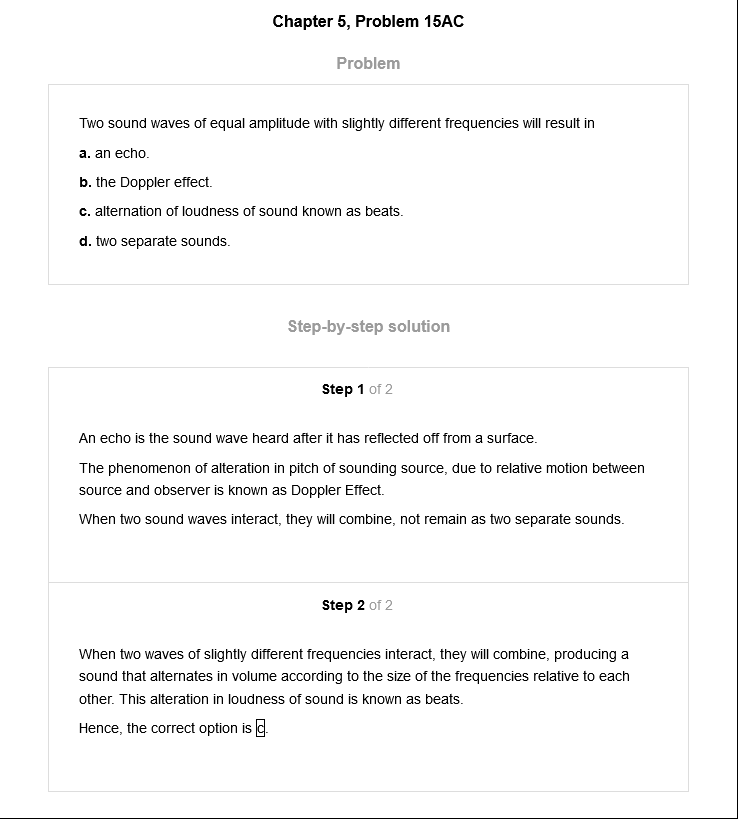 Chapter 5, Problem 15AC
Problem
Two sound waves of equal amplitude with slightly different frequencies will result in
a. an echo.
b. the Doppler effect.
c. alternation of loudness of sound known as beats.
d. two separate sounds.
Step-by-step solution
Step 1 of 2
An echo is the sound wave heard after it has reflected off from a surface.
The phenomenon of alteration in pitch of sounding source, due to relative motion between
source and observer is known as Doppler Effect.
When two sound waves interact, they will combine, not remain as two separate sounds.
Step 2 of 2
When two waves of slightly different frequencies interact, they will combine, producing a
sound that alternates in volume according to the size of the frequencies relative to each
other. This alteration in loudness of sound is known as beats.
Hence, the correct option is c.